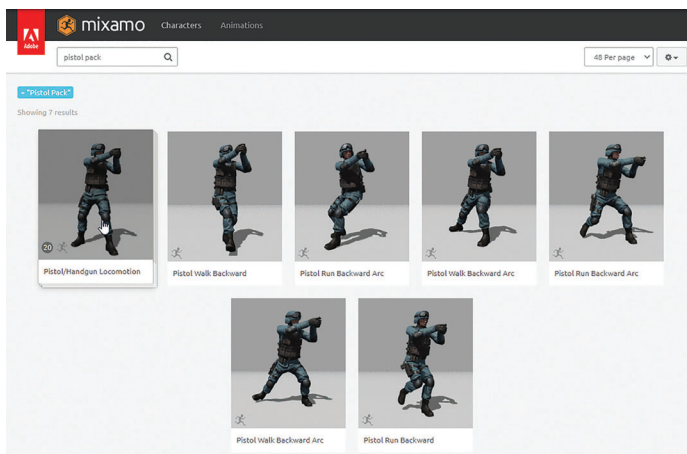 Adobe
mixamo Characters Animations
pistol pack
48 Per page
× "Pistol Pack"
Showing 7 results
20
Pistol/Handgun Locomotion
Pistol Walk Backward
Pistol Run Backward Arc
Pistol Walk Backward Arc
Pistol Run Backward Arc
Pistol Walk Backward Arc
Pistol Run Backward